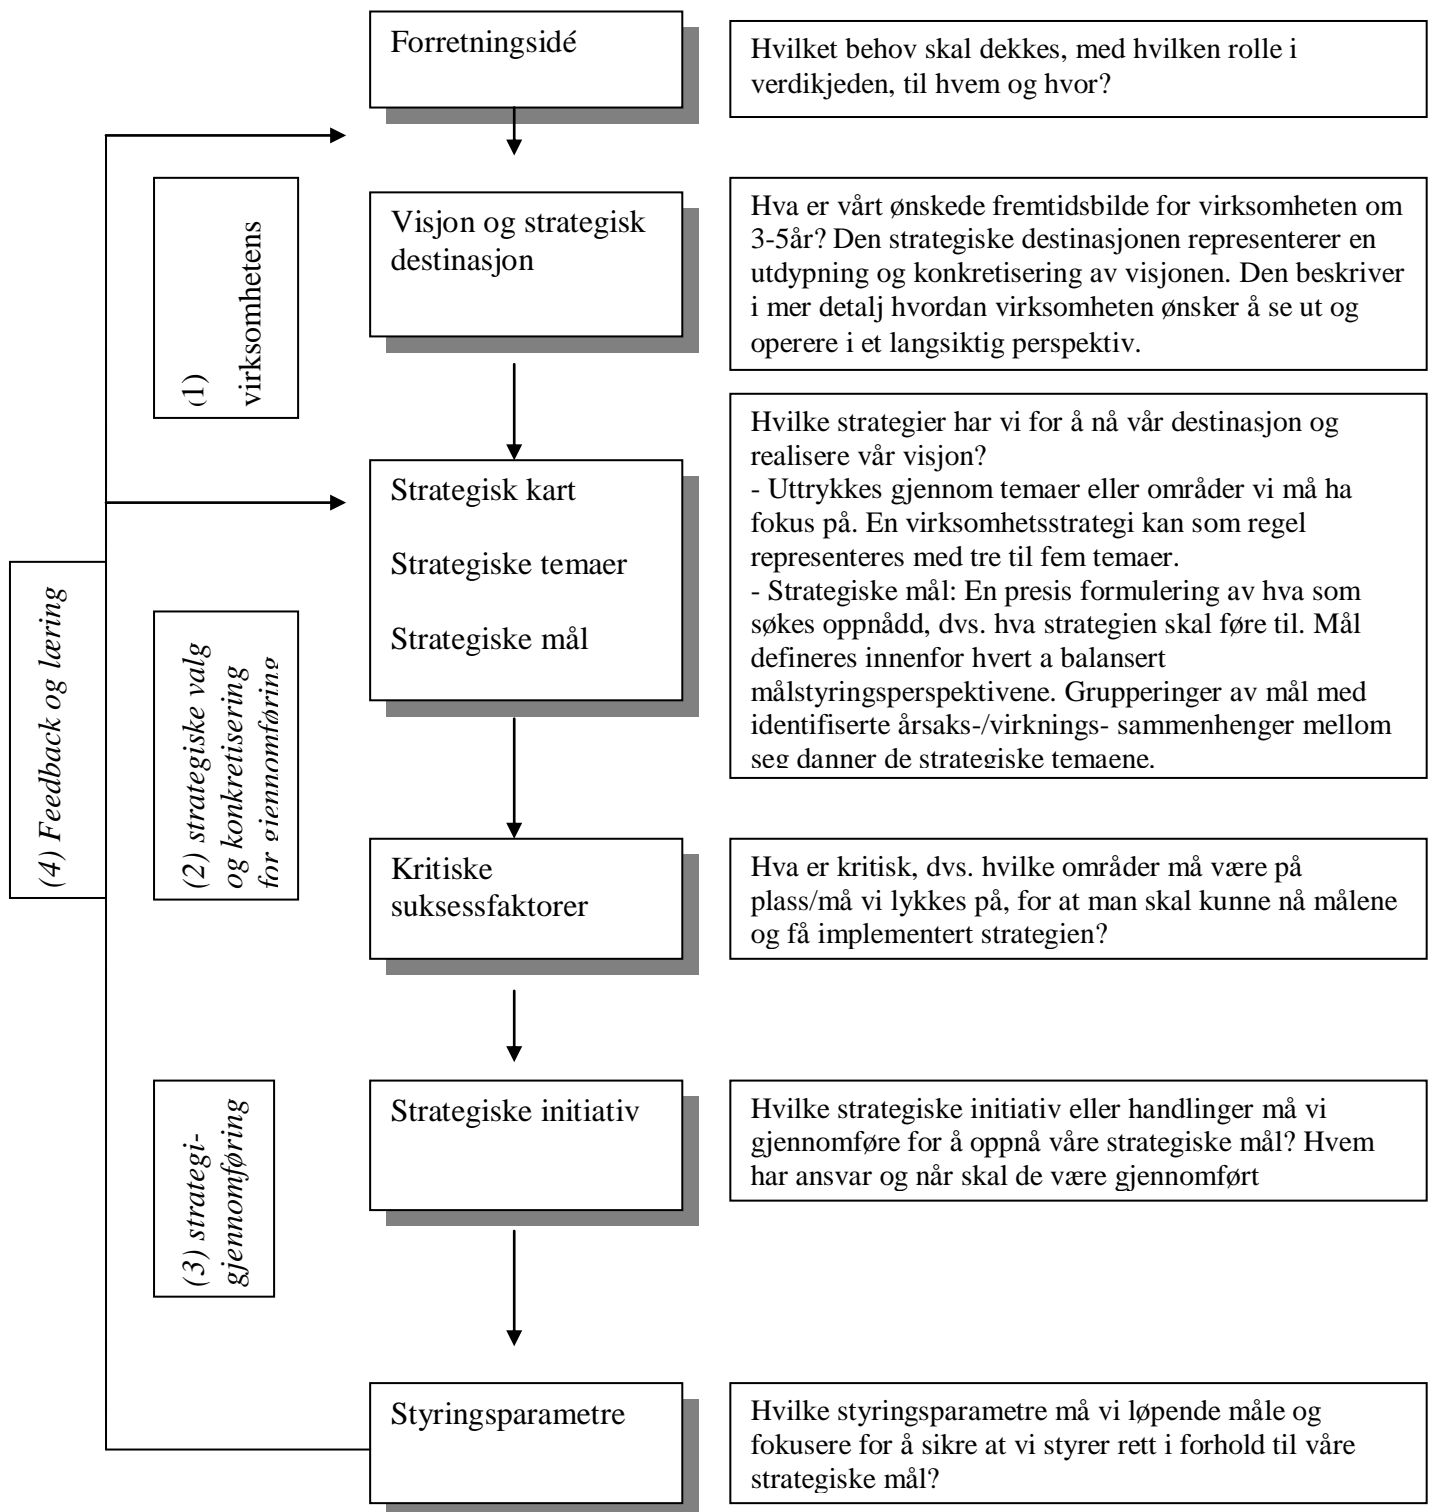 Forretningsidé
Hvilket behov skal dekkes, med hvilken rolle i
verdikjeden, til hvem og hvor?
(1)
virksomhetens
Visjon og strategisk
destinasjon
Hva er vårt ønskede fremtidsbilde for virksomheten om
3-5år? Den strategiske destinasjonen representerer en
utdypning og konkretisering av visjonen. Den beskriver
i mer detalj hvordan virksomheten ønsker å se ut og
operere i et langsiktig perspektiv.
Strategisk kart
Strategiske temaer
Strategiske mål
Hvilke strategier har vi for å nå vår destinasjon og
realisere vår visjon?
- Uttrykkes gjennom temaer eller områder vi må ha
fokus på. En virksomhetsstrategi kan som regel
representeres med tre til fem temaer.
- Strategiske mål: En presis formulering av hva som
søkes oppnådd, dvs. hva strategien skal føre til. Mål
defineres innenfor hvert a balansert
målstyringsperspektivene. Grupperinger av mål med
identifiserte årsaks-/virknings- sammenhenger mellom
seg danner de strategiske temaene.
(4) Feedback og læring
(2) strategiske valg
og konkretisering
for gjennomføring
Kritiske
suksessfaktorer
Hva er kritisk, dvs. hvilke områder må være på
plass/må vi lykkes på, for at man skal kunne nå målene
og få implementert strategien?
(3) strategi-
gjennomføring
Strategiske initiativ
Hvilke strategiske initiativ eller handlinger må vi
gjennomføre for å oppnå våre strategiske mål? Hvem
har ansvar og når skal de være gjennomført
Styringsparametre
Hvilke styringsparametre må vi løpende måle og
fokusere for å sikre at vi styrer rett i forhold til våre
strategiske mål?